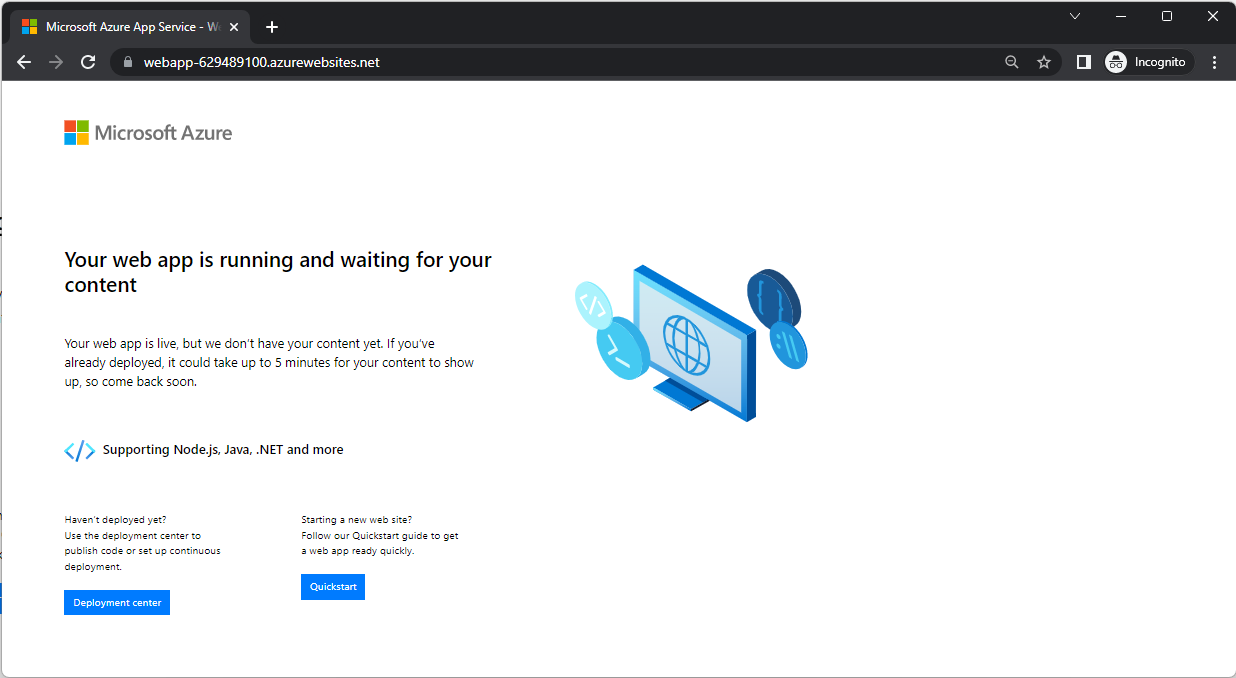 Microsoft Azure App Service - W
webapp-629489100.azurewebsites.net
Incognito
Microsoft Azure
Your web app is running and waiting for your
content
Your web app is live, but we don't have your content yet. If you've
already deployed, it could take up to 5 minutes for your content to show
up, so come back soon.
Supporting Node.js, Java, .NET and more
Haven't deployed yet?
Use the deployment center to
publish code or set up continuous
deployment.
Deployment center
Starting a new web site?
Follow our Quickstart guide to get
a web app ready quickly.
Quickstart